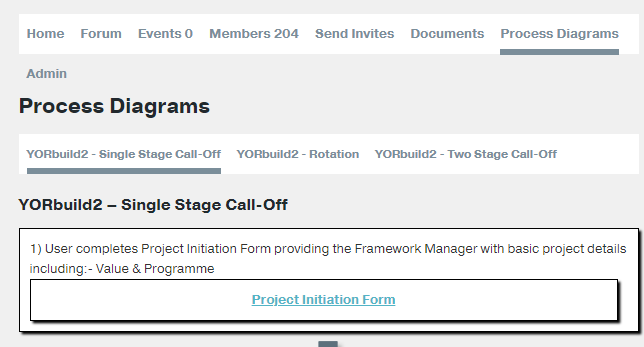 Home Forum Events 0 Members 204 Send Invites Documents Process Diagrams
Admin
Process Diagrams
YORbuild2 - Single Stage Call-Off YORbuild2 - Rotation YORbuild2 - Two Stage Call-Off
YORbuild2 – Single Stage Call-Off
1) User completes Project Initiation Form providing the Framework Manager with basic project details
including:- Value & Programme
Project Initiation Form